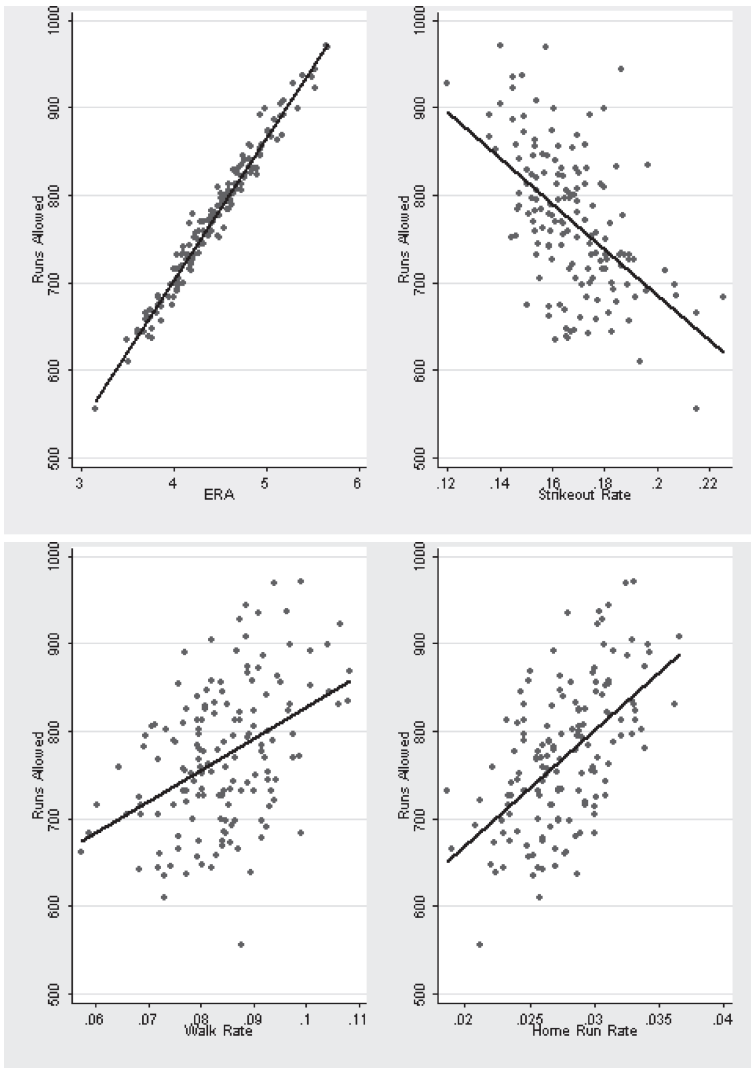 1000
900
800
700
600
500
Runs Allowed
3 4 5 6
ERA
1000
900
800
700
600
500
Runs Allowed
.12 .14 .16 .18 .2 .22
Strikeout Rate
1000
900
800
700
600
500
Runs Allowed
.06 .07 .08 .09 .1 .11
Walk Rate
1000
900
800
700
600
500
Runs Allowed
.02 .025 .03 .035 .04
Home Run Rate